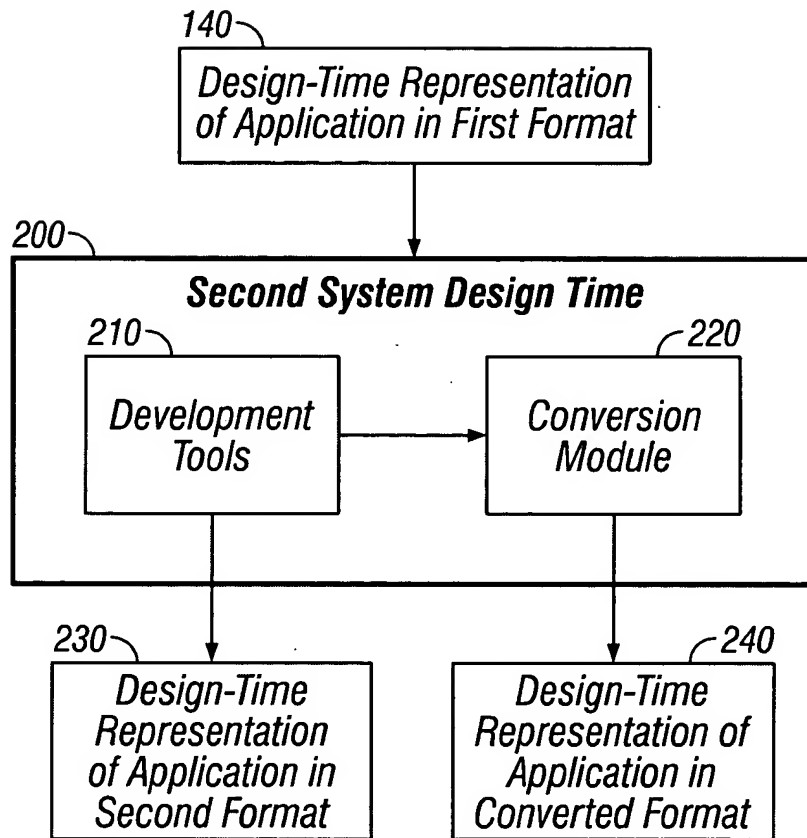 140
Design-Time Representation
of Application in First Format
200
Second System Design Time
210
Development
Tools
220
Conversion
Module
230
Design-Time
Representation
of Application in
Second Format
240
Design-Time
Representation of
Application in
Converted Format